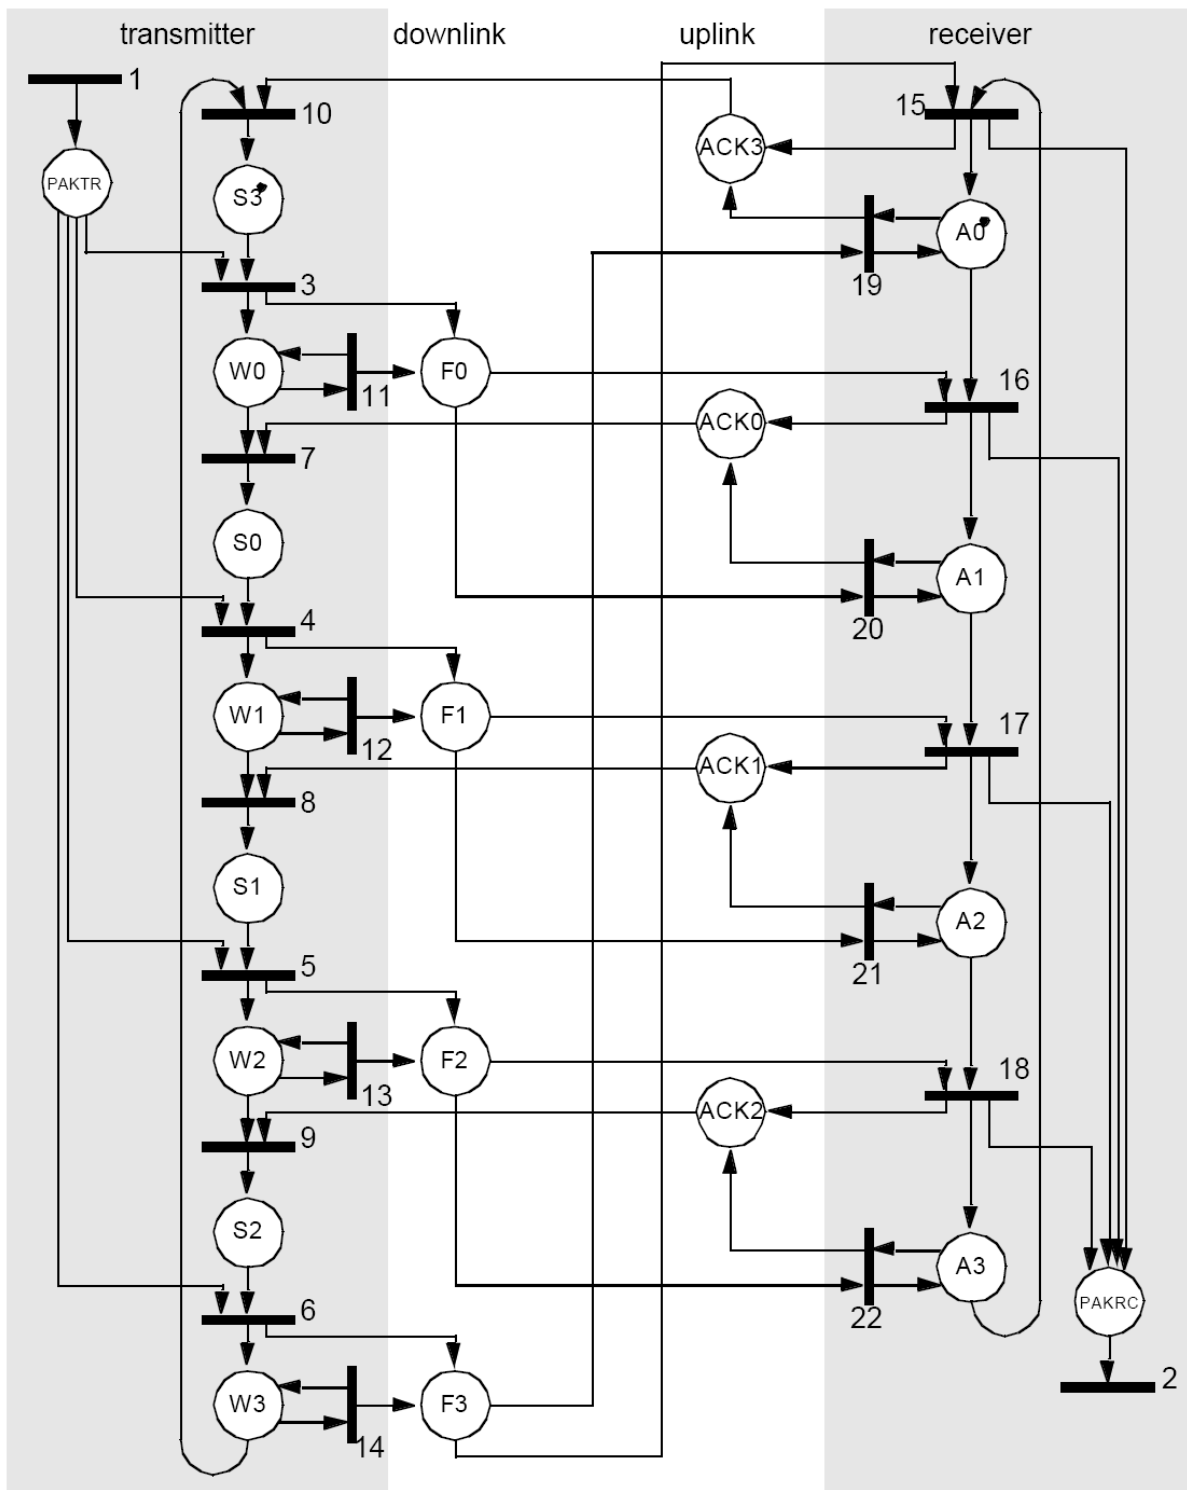 transmitter downlink uplink receiver
1
10
15
ACK3
PAKTR
S3
A0
3
19
W0
F0
11
16
ACK0
7
S0
A1
4
20
W1
F1
12
17
ACK1
8
S1
A2
5
21
W2
F2
13
18
ACK2
9
S2
A3
6
22
PAKRC
W3
F3
14
2